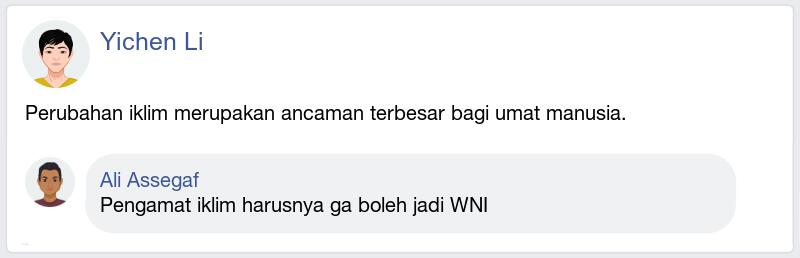 Yichen Li
Perubahan iklim merupakan ancaman terbesar bagi umat manusia.
Ali Assegaf
Pengamat iklim harusnya ga boleh jadi WNI